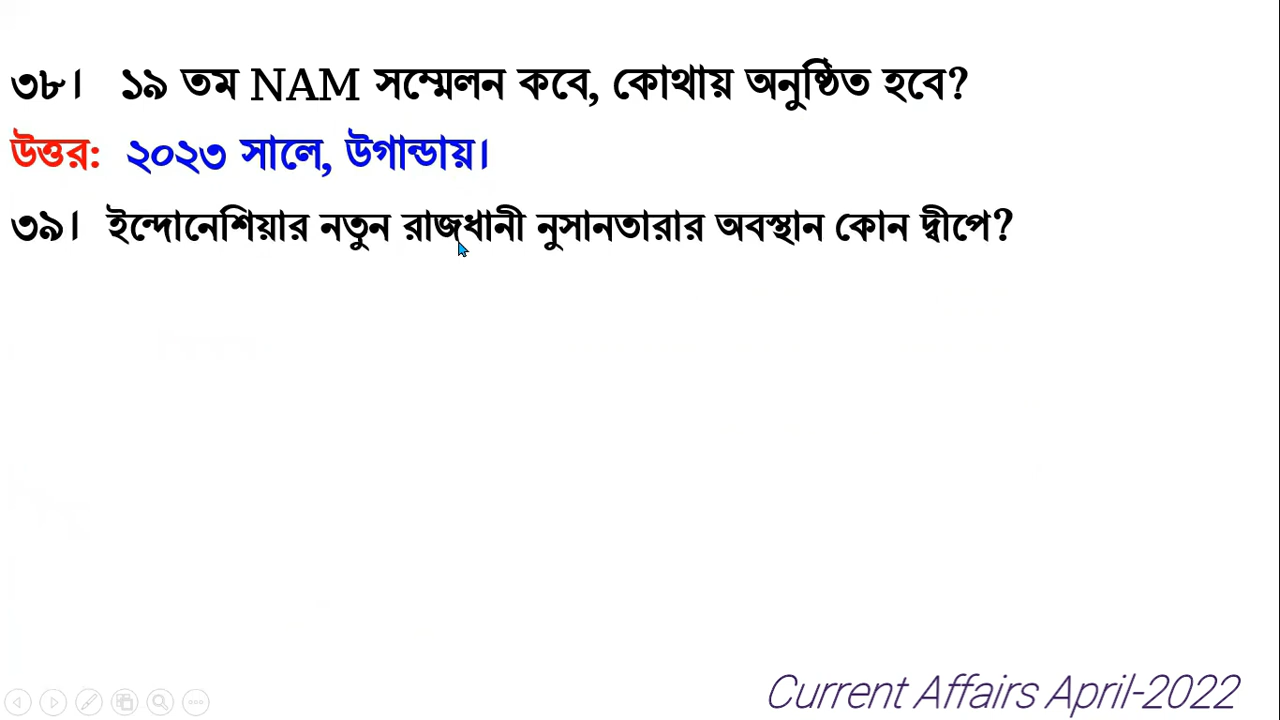 ৩৮। ১৯ তম NAM সম্মেলন কবে, কোথায় অনুষ্ঠিত হবে?
উত্তর: ২০২৩ সালে, উগান্ডায়।
৩৯। ইন্দোনেশিয়ার নতুন রাজধানী নুসানতারার অবস্থান কোন দ্বীপে?
Current Affairs April-2022